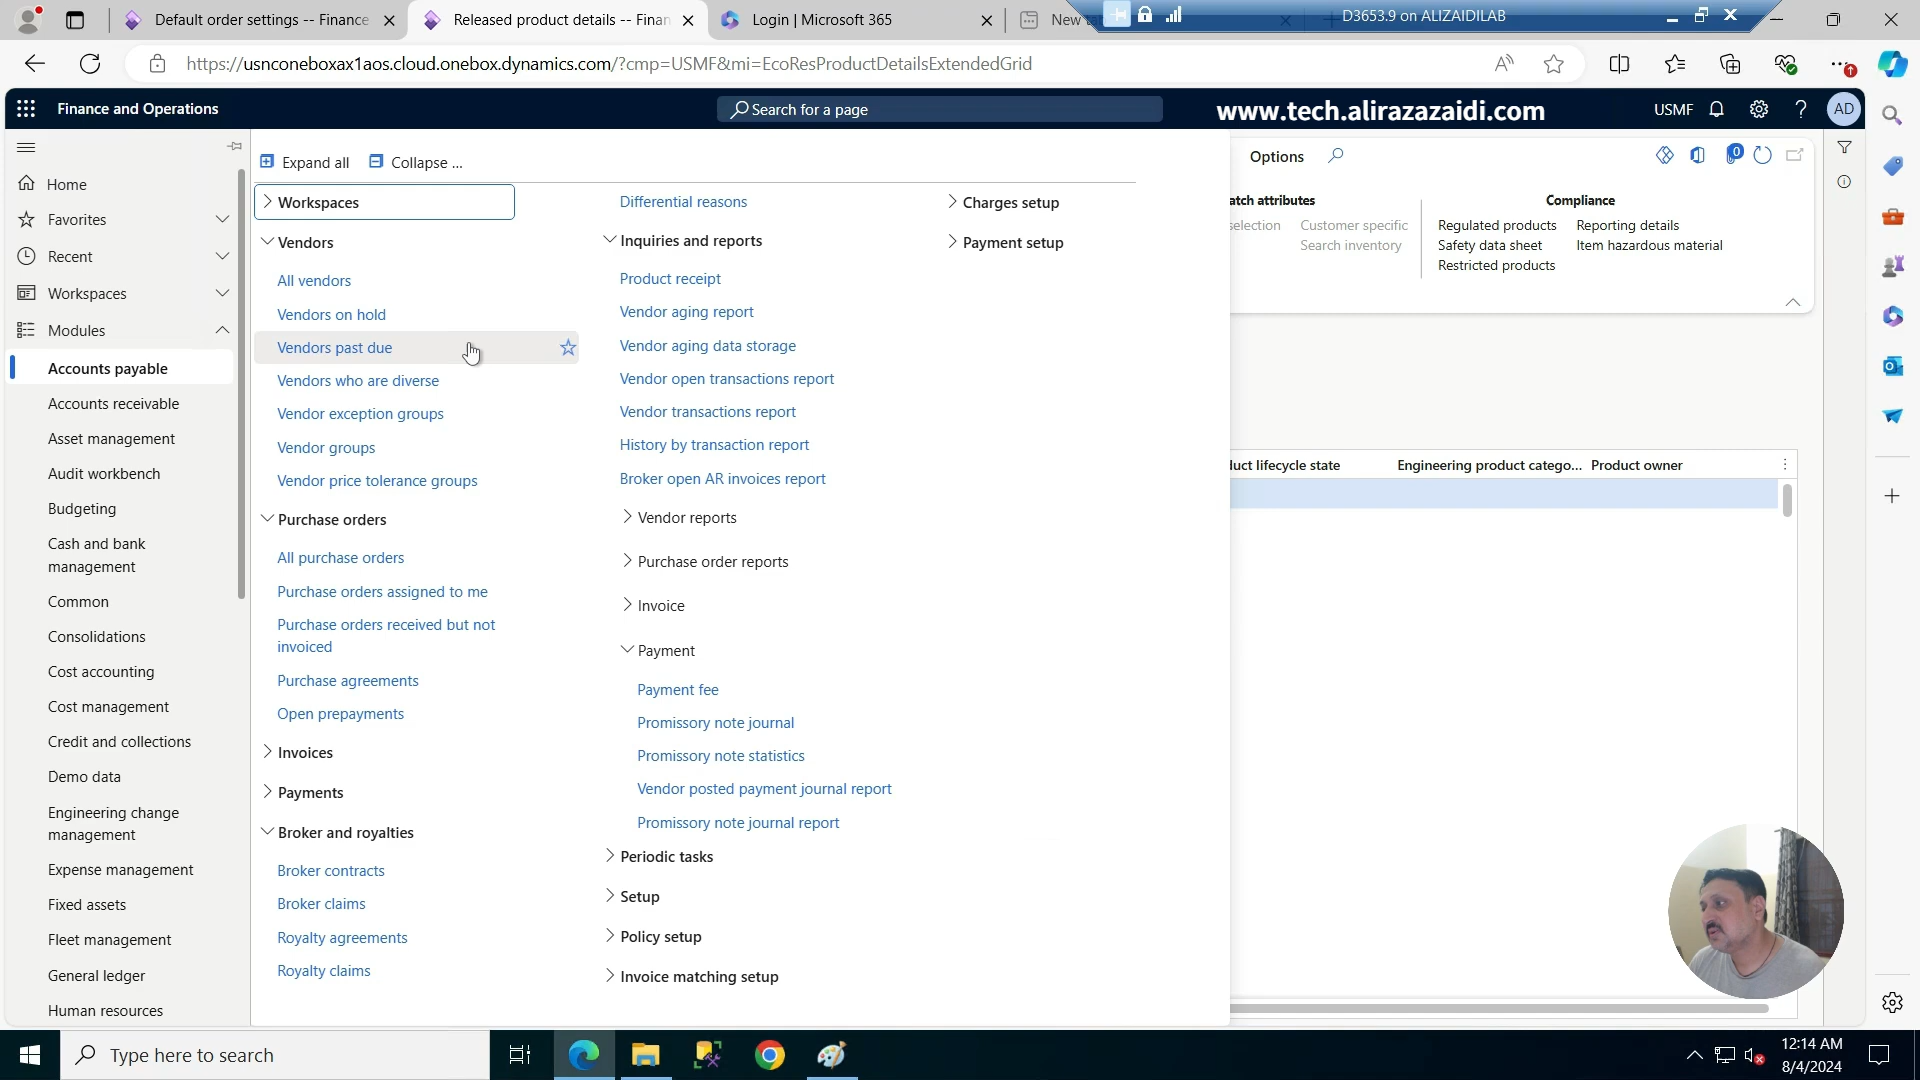 Default order settings -- Finance
Released product details -- Finan
Login | Microsoft 365
New ta
D3653.9 on ALIZAIDILAB
https://usnconeboxax1aos.cloud.onebox.dynamics.com/?cmp=USMF&mi=EcoResProductDetailsExtendedGrid
Finance and Operations
Search for a page
www.tech.alirazazaidi.com
USMF
AD
Home
Favorites
Recent
Workspaces
Modules
Accounts payable
Accounts receivable
Asset management
Audit workbench
Budgeting
Cash and bank
management
Common
Consolidations
Cost accounting
Cost management
Credit and collections
Demo data
Engineering change
management
Expense management
Fixed assets
Fleet management
General ledger
Human resources
Expand all
Collapse ...
Workspaces
Vendors
All vendors
Vendors on hold
Vendors past due
Vendors who are diverse
Vendor exception groups
Vendor groups
Vendor price tolerance groups
Purchase orders
All purchase orders
Purchase orders assigned to me
Purchase orders received but not
invoiced
Purchase agreements
Open prepayments
Invoices
Payments
Broker and royalties
Broker contracts
Broker claims
Royalty agreements
Royalty claims
Differential reasons
Inquiries and reports
Product receipt
Vendor aging report
Vendor aging data storage
Vendor open transactions report
Vendor transactions report
History by transaction report
Broker open AR invoices report
Vendor reports
Purchase order reports
Invoice
Payment
Payment fee
Promissory note journal
Promissory note statistics
Vendor posted payment journal report
Promissory note journal report
Periodic tasks
Setup
Policy setup
Invoice matching setup
Charges setup
Payment setup
Options
0
atch attributes
selection
Customer specific
Search inventory
Compliance
Regulated products
Reporting details
Safety data sheet
Item hazardous material
Restricted products
uct lifecycle state
Engineering product catego...
Product owner
Type here to search
12:14 AM
8/4/2024